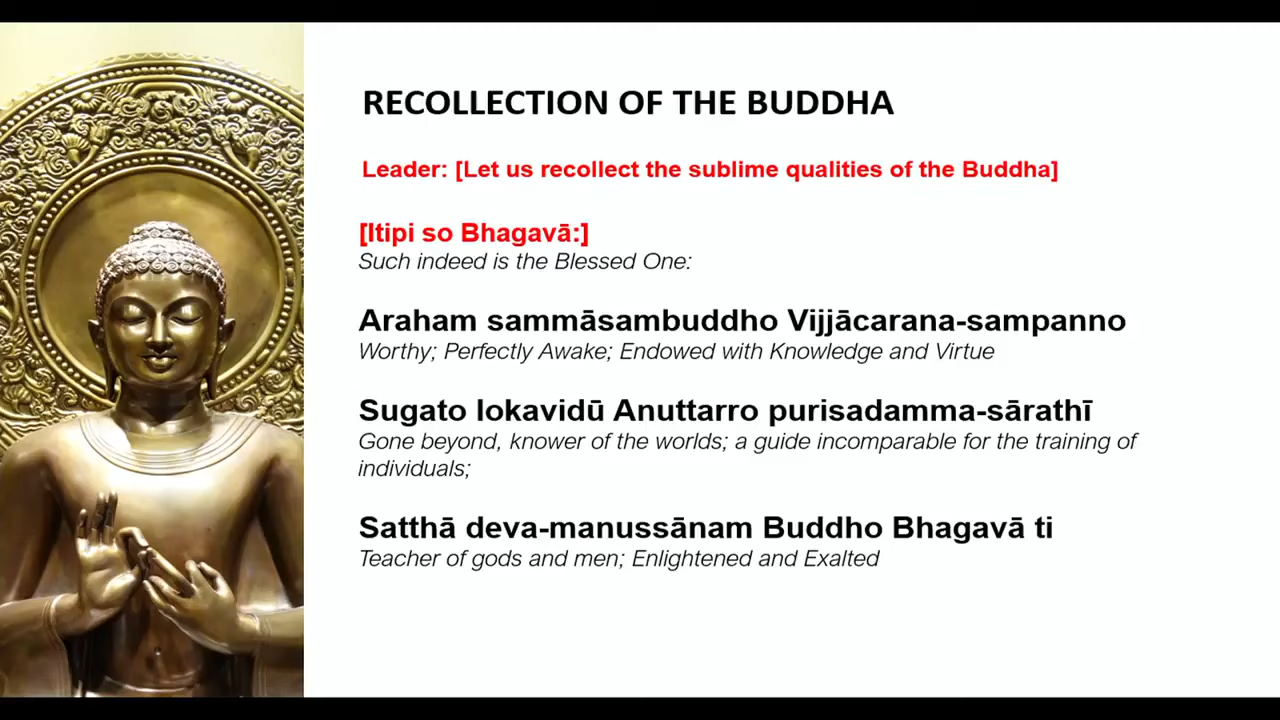 RECOLLECTION OF THE BUDDHA
Leader: [Let us recollect the sublime qualities of the Buddha]
[Itipi so Bhagavā:]
Such indeed is the Blessed One:
Araham sammāsambuddho Vijjācarana-sampanno
Worthy; Perfectly Awake; Endowed with Knowledge and Virtue
Sugato lokavidū Anuttarro purisadamma-sārathī
Gone beyond, knower of the worlds; a guide incomparable for the training of
individuals;
Satthā deva-manussānam Buddho Bhagavā ti
Teacher of gods and men; Enlightened and Exalted